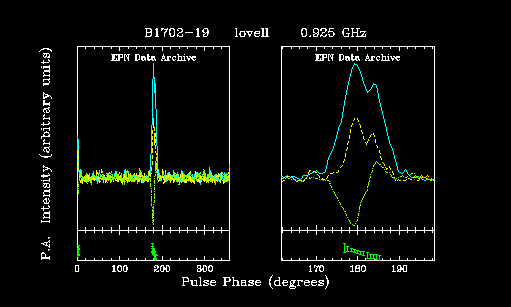 B1702-19 lovell 0.925 GHz
EPN Data Archive EPN Data Archive
P.A. Intensity (arbitrary units)
0 100 200 300 170 180 190
Pulse Phase (degrees)